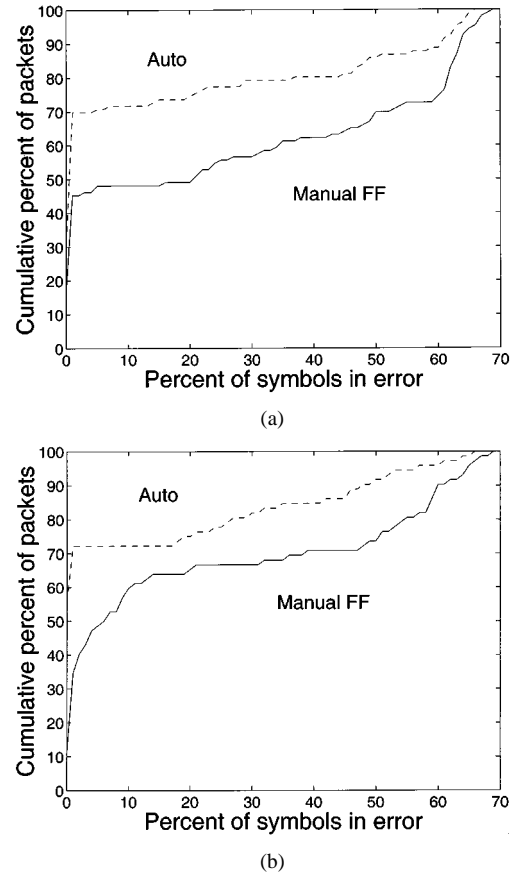 100
90
80
70
60
50
40
30
20
10
0
Cumulative percent of packets
Auto
Manual FF
0 10 20 30 40 50 60 70
Percent of symbols in error
(a)
100
90
80
70
60
50
40
30
20
10
0
Cumulative percent of packets
Auto
Manual FF
0 10 20 30 40 50 60 70
Percent of symbols in error
(b)